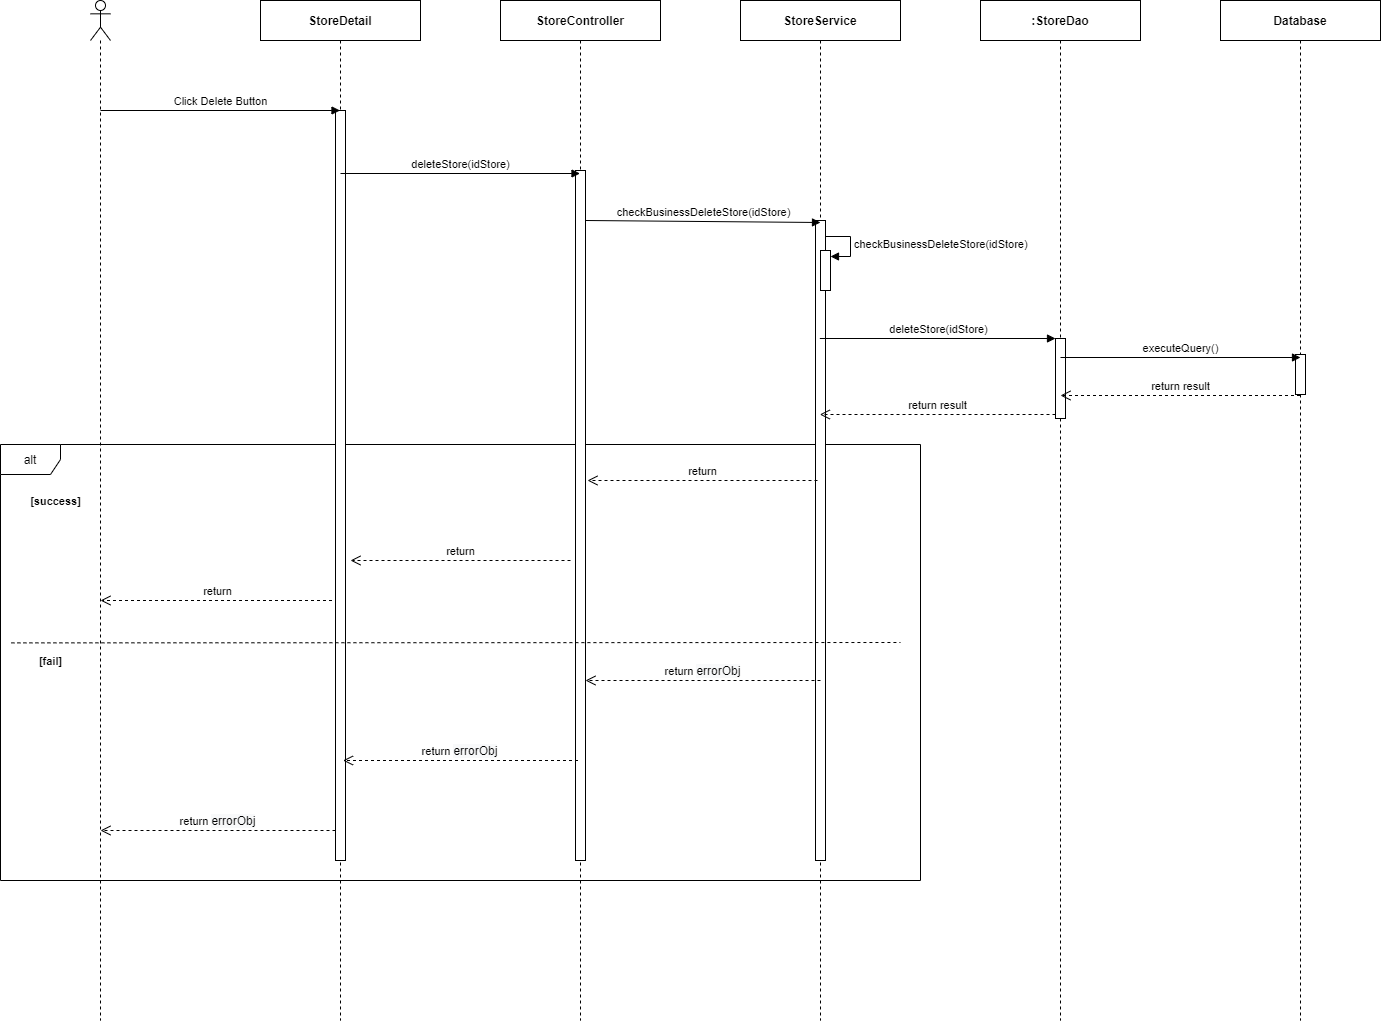 StoreDetail
StoreController
StoreService
:StoreDao
Database
Click Delete Button
deleteStore(idStore)
checkBusinessDeleteStore(idStore)
checkBusinessDeleteStore(idStore)
deleteStore(idStore)
executeQuery()
return result
return result
alt
return
[success]
return
return
[fail]
return errorObj
return errorObj
return errorObj